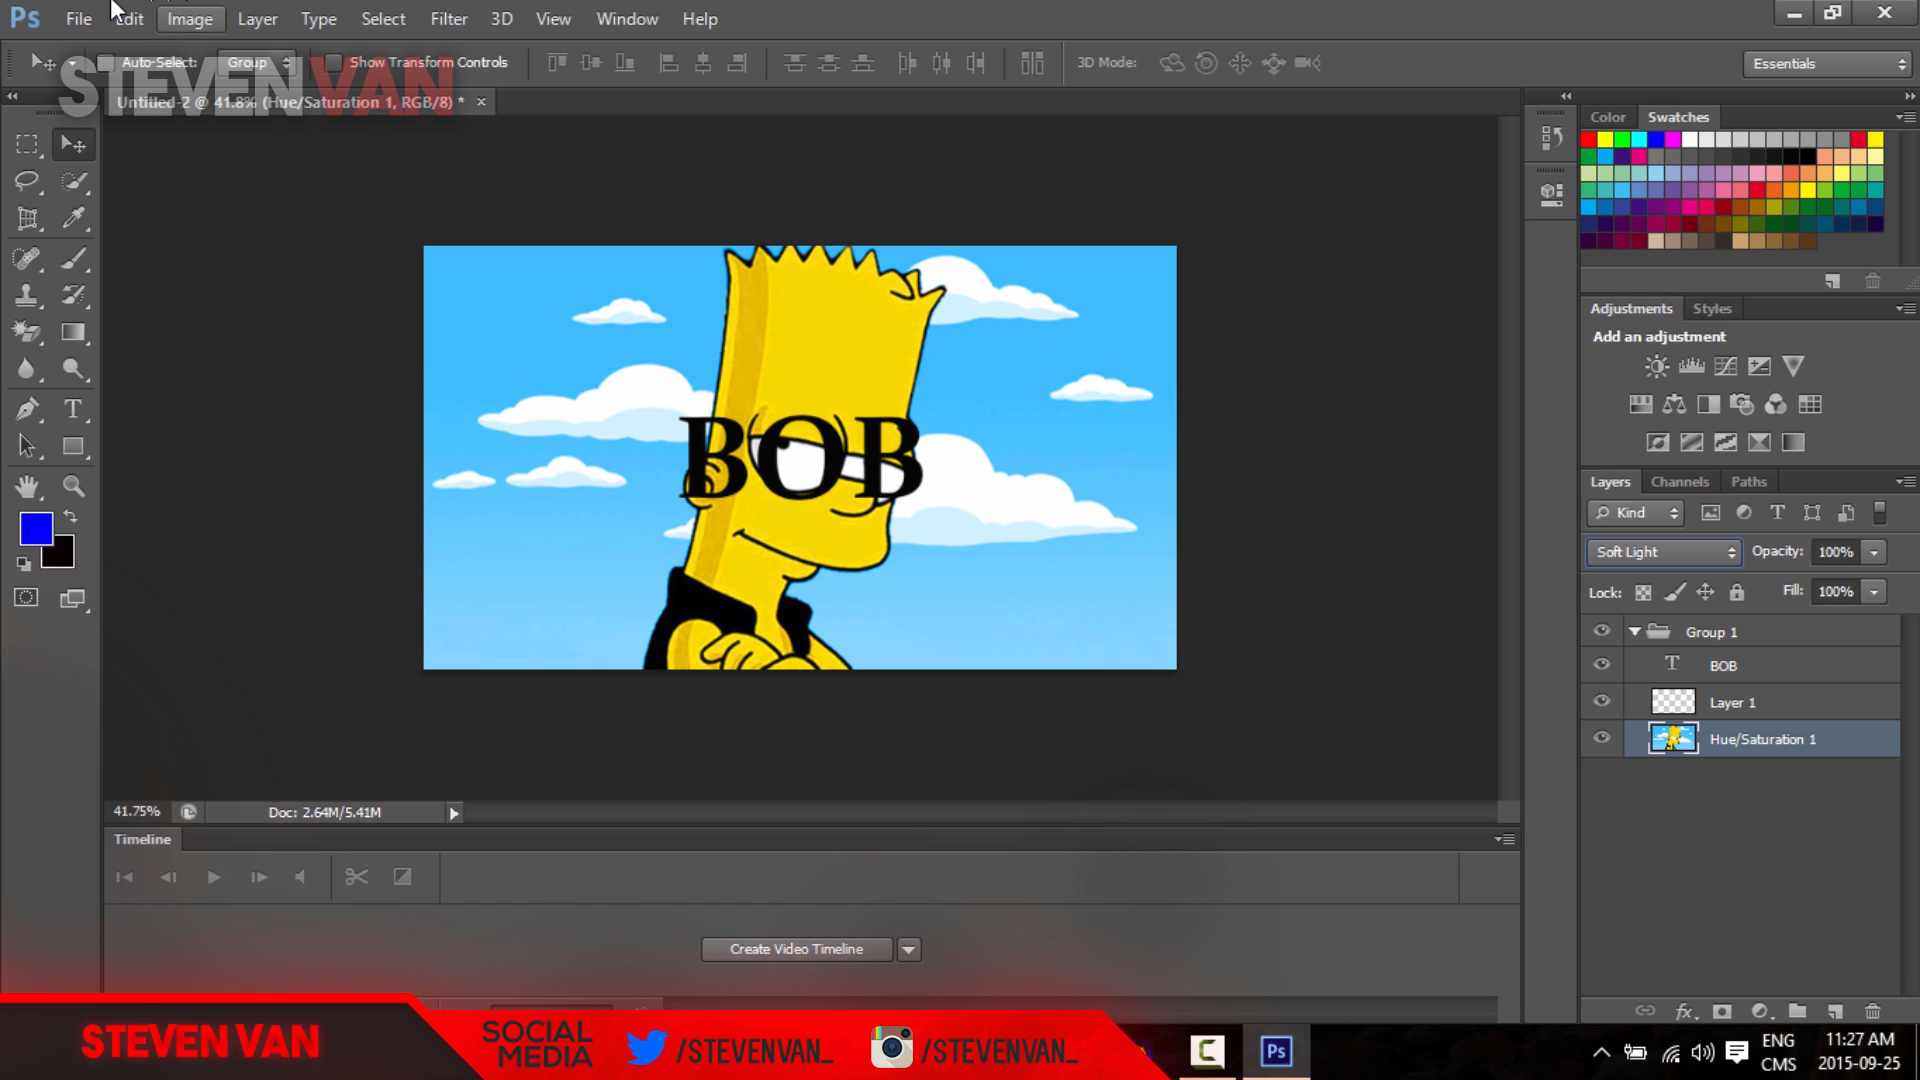 Ps File Edit Image Layer Type Select Filter 3D View Window Help
Auto-Select: Group Show Transform Controls 3D Mode: Essentials
STEVEN VAN
Untitled-2 @ 41.8% (Hue/Saturation 1, RGB/8) *
Color Swatches
Adjustments Styles
Add an adjustment
BOB
Layers Channels Paths
Kind
Soft Light Opacity: 100%
Lock: Fill: 100%
Group 1
BOB
Layer 1
Hue/Saturation 1
41.75% Doc: 2.64M/5.41M
Timeline
Create Video Timeline
STEVEN VAN
SOCIAL
MEDIA
/STEVENVAN_
/STEVENVAN_
Ps
ENG
CMS
11:27 AM
2015-09-25